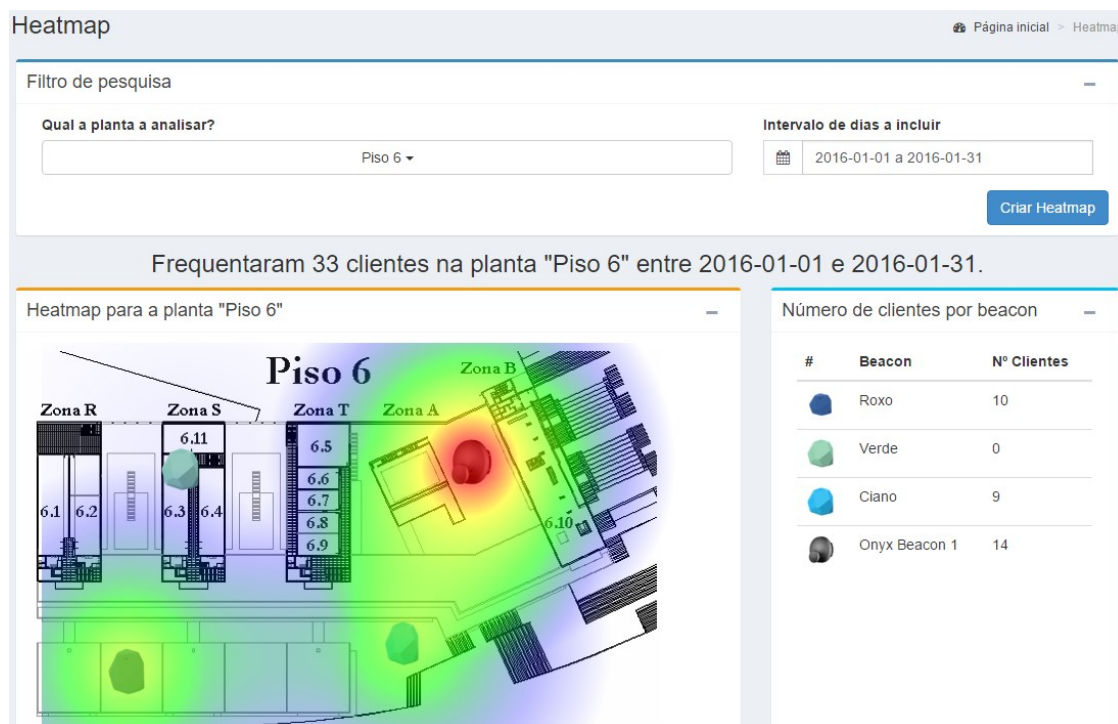 Heatmap
Página inicial > Heatma
Filtro de pesquisa
Qual a planta a analisar?
Intervalo de dias a incluir
Piso 6
2016-01-01 a 2016-01-31
Criar Heatmap
Frequentaram 33 clientes na planta "Piso 6" entre 2016-01-01 e 2016-01-31.
Heatmap para a planta "Piso 6"
Piso 6
Zona B
Zona R
Zona S
Zona T
Zona A
6.11
6.5
6.6
6.7
6.1
6.2
6.3
6.4
6.8
6.10
6.9
Número de clientes por beacon
# Beacon Nº Clientes
Roxo 10
Verde 0
Ciano 9
Onyx Beacon 1 14